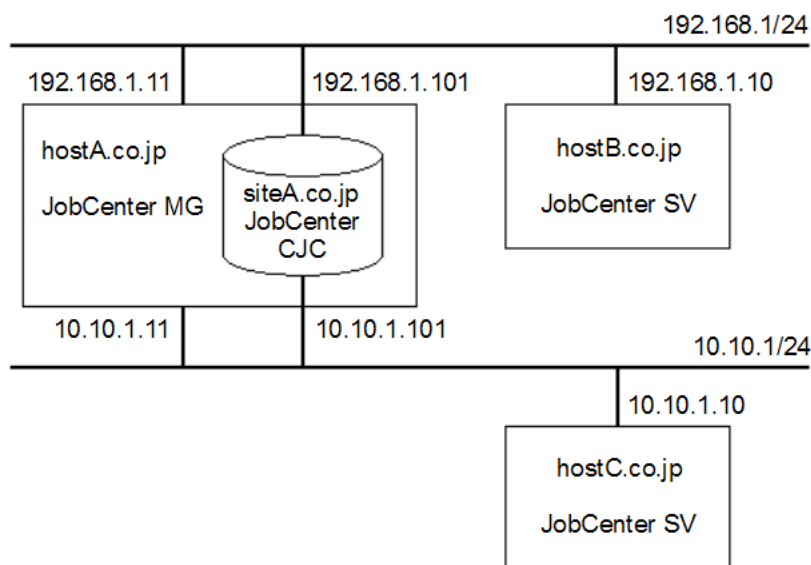 192.168.1/24
192.168.1.11
192.168.1.101
192.168.1.10
hostA.co.jp
JobCenter MG
siteA.co.jp
JobCenter
CJC
hostB.co.jp
JobCenter SV
10.10.1.11
10.10.1.101
10.10.1/24
10.10.1.10
hostC.co.jp
JobCenter SV